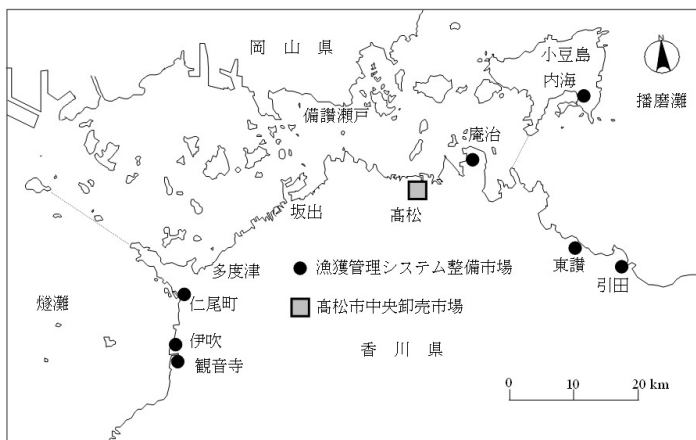 岡 山 県
小豆島
内海
N
播磨灘
備讃瀬戸
庵治
坂出
髙松
多度津
漁獲管理システム整備市場
東讃
引田
燧灘
仁尾町
髙松市中央卸売市場
伊吹
観音寺
香 川 県
0 10 20 km